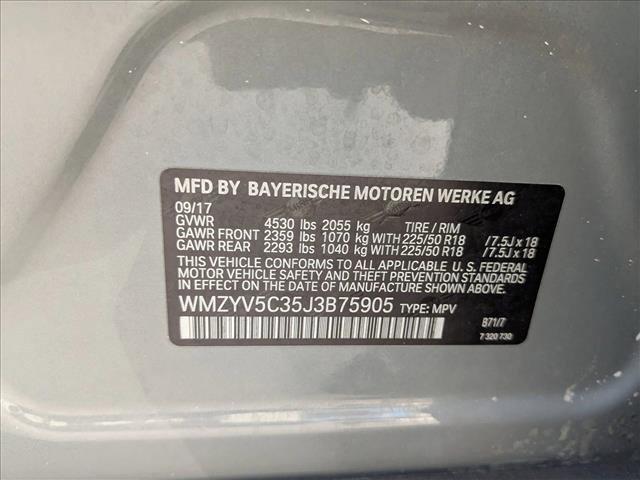 MFD BY BAYERISCHE MOTOREN WERKE AG
09/17
GVWR 4530 lbs 2055 kg TIRE / RIM
GAWR FRONT 2359 lbs 1070 kg WITH 225/50 R18 /7.5J x 18
GAWR REAR 2293 lbs 1040 kg WITH 225/50 R18 /7.5J x 18
THIS VEHICLE CONFORMS TO ALL APPLICABLE U.S. FEDERAL
MOTOR VEHICLE SAFETY AND THEFT PREVENTION STANDARDS
IN EFFECT ON THE DATE OF MANUFACTURE SHOWN ABOVE.
WMZYV5C35J3B75905 TYPE: MPV
B71/7
7 320 730